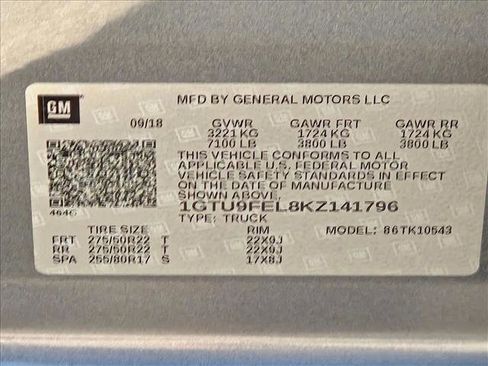 GM
MFD BY GENERAL MOTORS LLC
09/18 GVWR GAWR FRT GAWR RR
3221 KG 1724 KG 1724 KG
7100 LB 3800 LB 3800 LB
THIS VEHICLE CONFORMS TO ALL
APPLICABLE U.S. FEDERAL MOTOR
VEHICLE SAFETY STANDARDS IN EFFECT
ON THE DATE OF MANUFACTURE
SHOWN ABOVE.
1GTU9FEL8KZ141796
TYPE: TRUCK
TIRE SIZE RIM MODEL: 86TK10543
FRT 275/50R22 T 22X9J
RR 275/50R22 T 22X9J
SPA 255/80R17 S 17X8J